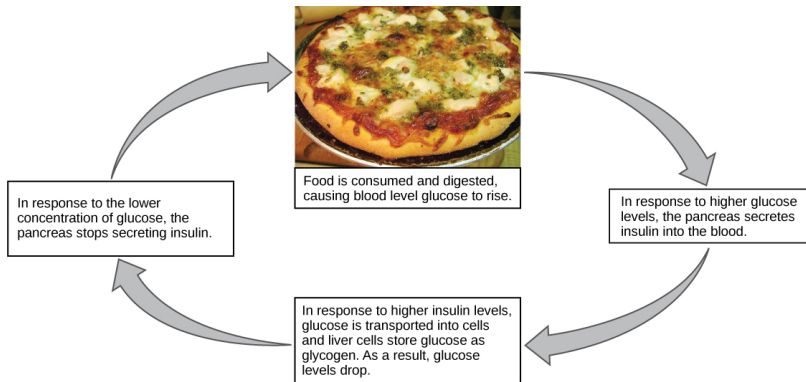 Food is consumed and digested,
causing blood level glucose to rise.
In response to higher glucose
levels, the pancreas secretes
insulin into the blood.
In response to higher insulin levels,
glucose is transported into cells
and liver cells store glucose as
glycogen. As a result, glucose
levels drop.
In response to the lower
concentration of glucose, the
pancreas stops secreting insulin.